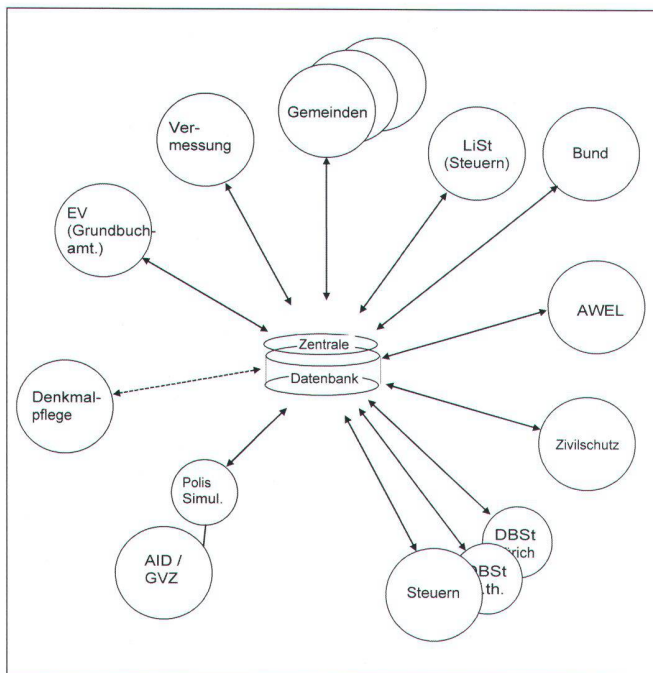 Gemeinden
Ver-
messung
LiSt
(Steuern)
Bund
EV
(Grundbuch-
amt.)
AWEL
Zentrale
Datenbank
Denkmal-
pflege
Zivilschutz
Polis
Simul.
AID /
GVZ
DBSt
DBSt
Steuern